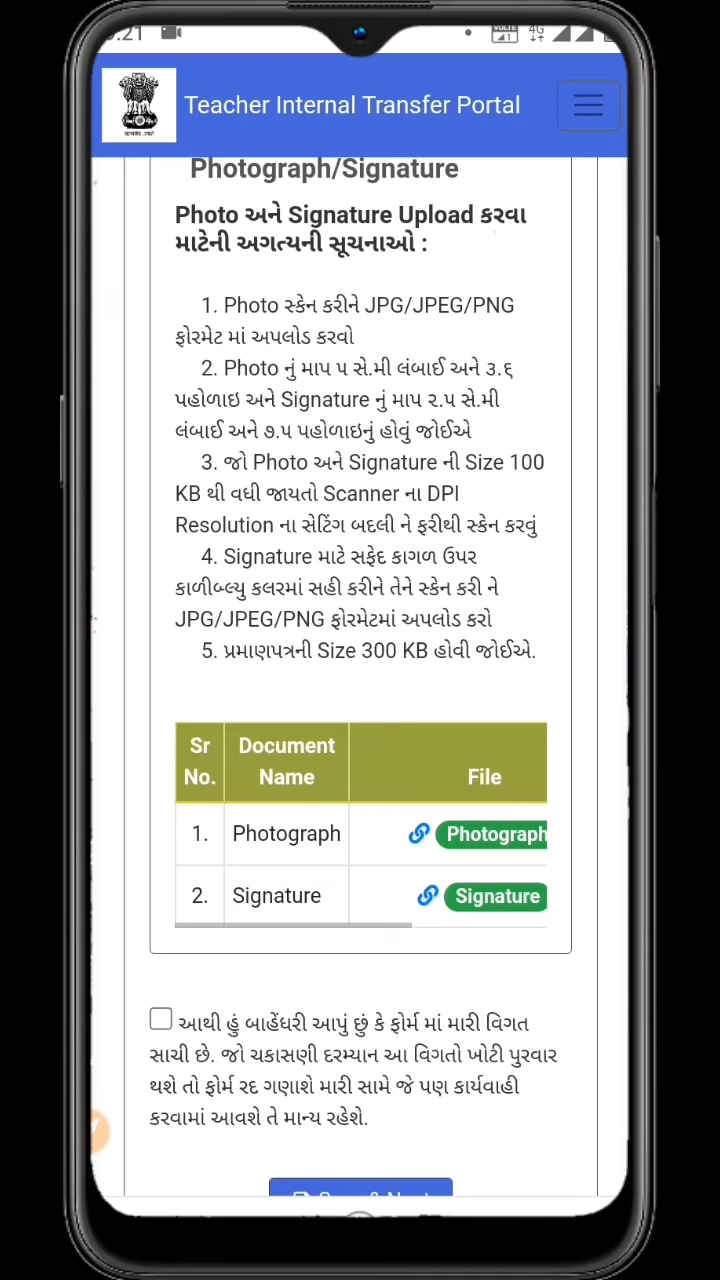 :21
VoLTE
1
4G
Teacher Internal Transfer Portal
Photograph/Signature
Photo અને Signature Upload કરવા
માટેની અગત્યની સૂચનાઓ :
1. Photo સ્કેન કરીને JPG/JPEG/PNG
ફોરમેટ માં અપલોડ કરવો
2. Photo નું માપ ૫ સે.મી લંબાઈ અને ૩.૬
પહોળાઇ અને Signature નું માપ ૨.૫ સે.મી
લંબાઈ અને ૭.૫ પહોળાઇનું હોવું જોઈએ
3. જો Photo અને Signature ની Size 100
KB થી વધી જાયતો Scanner ના DPI
Resolution ના સેટિંગ બદલી ને ફરીથી સ્કેન કરવું
4. Signature માટે સફેદ કાગળ ઉપર
કાળીબ્લ્યુ કલરમાં સહી કરીને તેને સ્કેન કરી ને
JPG/JPEG/PNG ફોરમેટમાં અપલોડ કરો
5. પ્રમાણપત્રની Size 300 KB હોવી જોઈએ.
Sr No. Document Name File
1. Photograph Photograph
2. Signature Signature
આથી હું બાહેંધરી આપું છું કે ફોર્મ માં મારી વિગત
સાચી છે. જો ચકાસણી દરમ્યાન આ વિગતો ખોટી પુરવાર
થશે તો ફોર્મ રદ ગણાશે મારી સામે જે પણ કાર્યવાહી
કરવામાં આવશે તે માન્ય રહેશે.